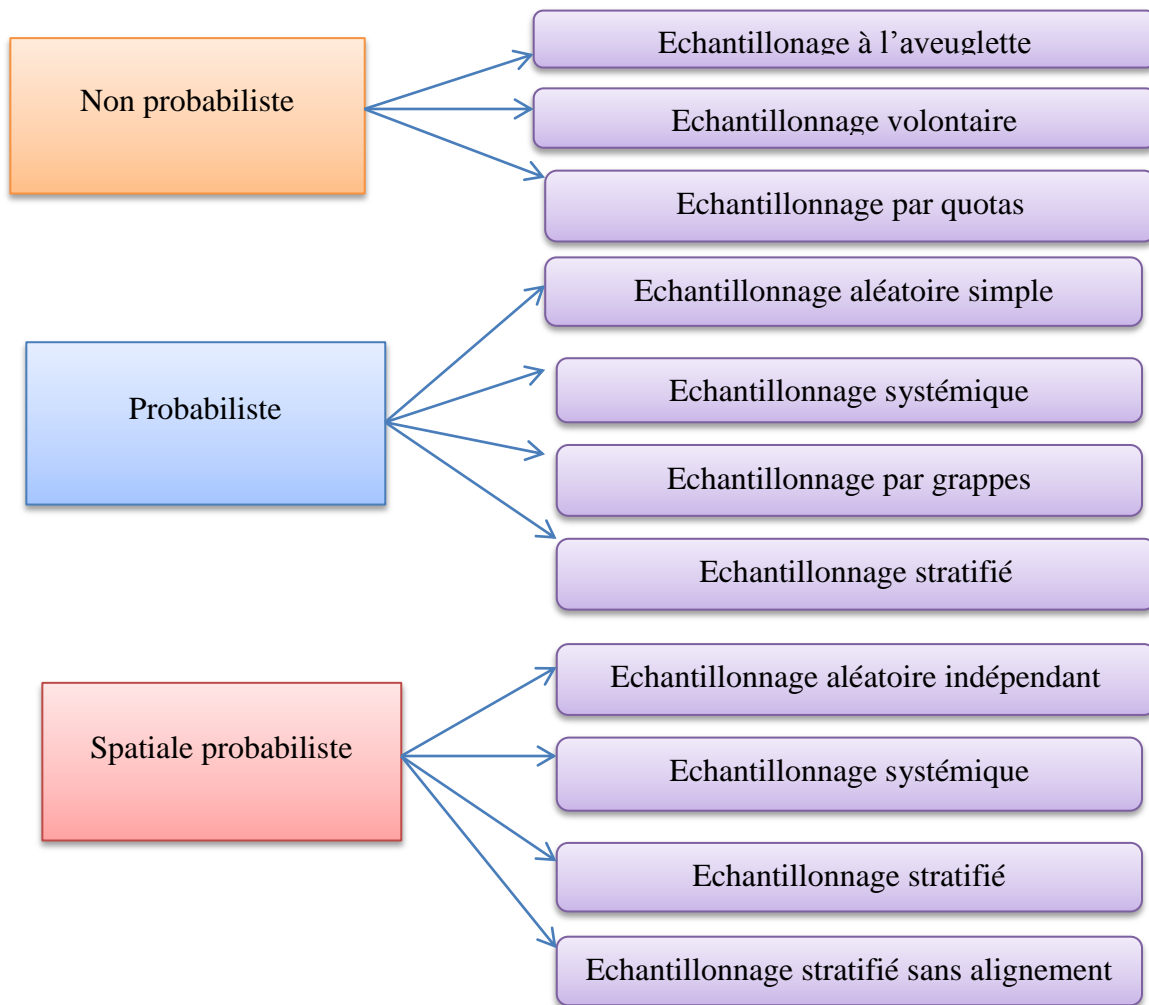 Non probabiliste
Echantillonage à l'aveuglette
Echantillonnage volontaire
Echantillonnage par quotas
Probabiliste
Echantillonnage aléatoire simple
Echantillonnage systémique
Echantillonnage par grappes
Echantillonnage stratifié
Spatiale probabiliste
Echantillonnage aléatoire indépendant
Echantillonnage systémique
Echantillonnage stratifié
Echantillonnage stratifié sans alignement